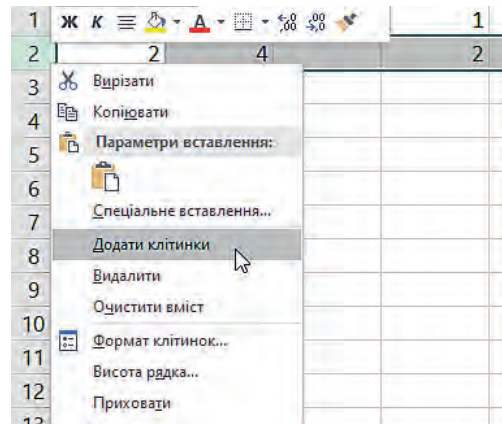 1 Ж К А 1
2 2 4 2
3 Вирізати
4 Копіювати
5 Параметри вставлення:
6
7 Спеціальне вставлення...
8 Додати клітинки
9 Видалити
10 Очистити вміст
11 Формат клітинок...
12 Висота рядка...
Приховати